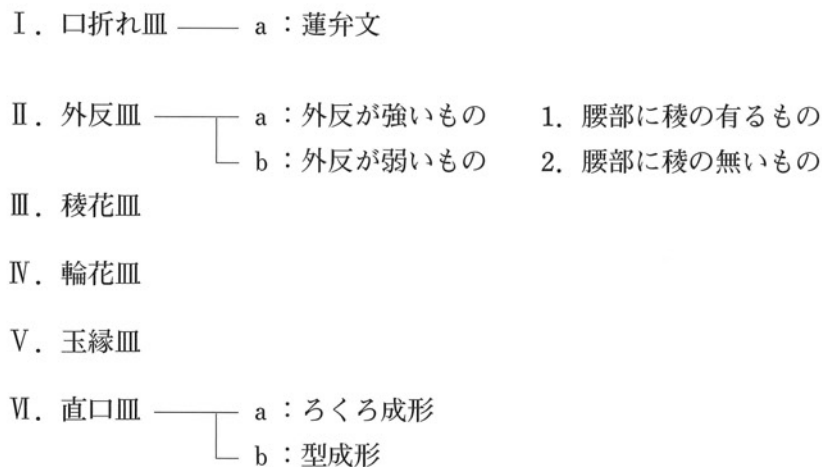 Ⅰ．口折れ皿 a：蓮弁文
Ⅱ．外反皿 a：外反が強いもの 1．腰部に稜の有るもの
b：外反が弱いもの 2．腰部に稜の無いもの
Ⅲ．稜花皿
Ⅳ．輪花皿
Ⅴ．玉縁皿
Ⅵ．直口皿 a：ろくろ成形
b：型成形